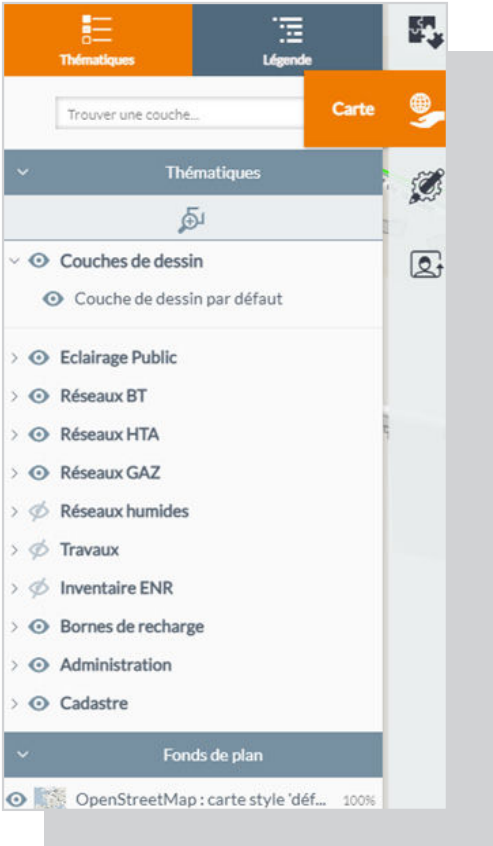 Thématiques
Légende
Trouver une couche...
Carte
Thématiques
Couches de dessin
Couche de dessin par défaut
Eclairage Public
Réseaux BT
Réseaux HTA
Réseaux GAZ
Réseaux humides
Travaux
Inventaire ENR
Bornes de recharge
Administration
Cadastre
Fonds de plan
OpenStreetMap : carte style 'déf... 100%